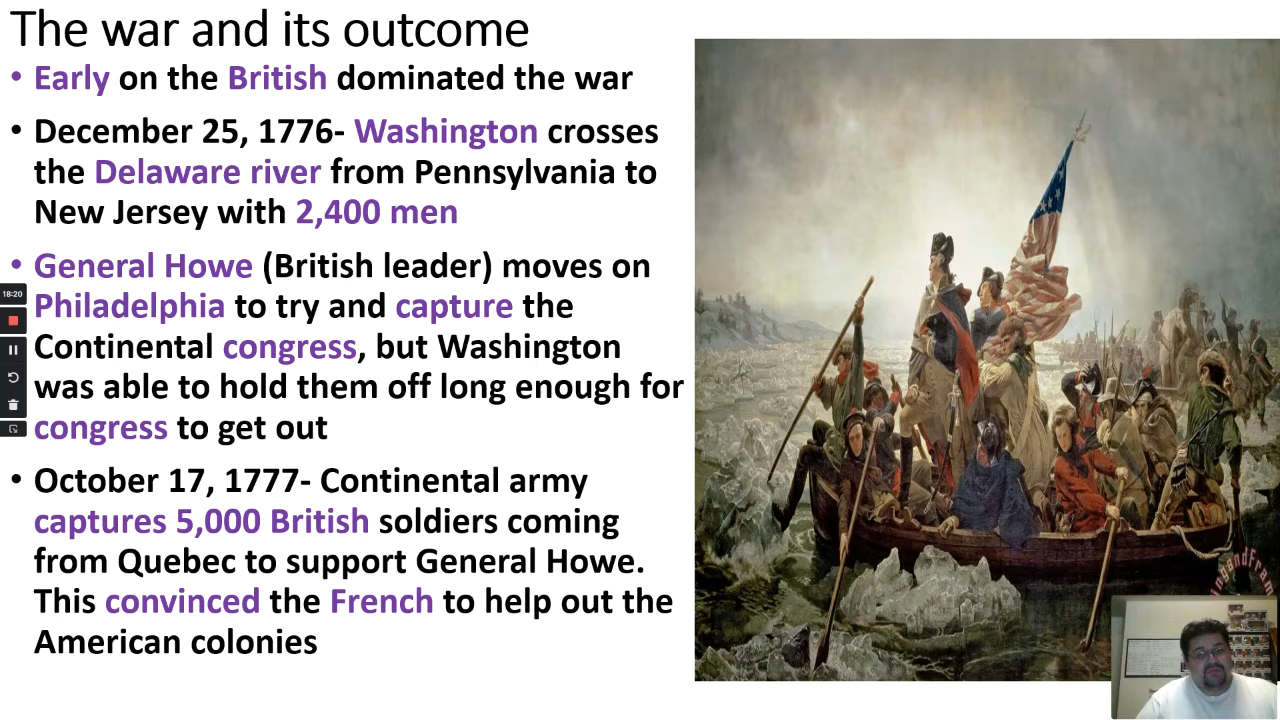 The war and its outcome
• Early on the British dominated the war
• December 25, 1776- Washington crosses
the Delaware river from Pennsylvania to
New Jersey with 2,400 men
• General Howe (British leader) moves on
Philadelphia to try and capture the
Continental congress, but Washington
was able to hold them off long enough for
congress to get out
• October 17, 1777- Continental army
captures 5,000 British soldiers coming
from Quebec to support General Howe.
This convinced the French to help out the
American colonies
18:20